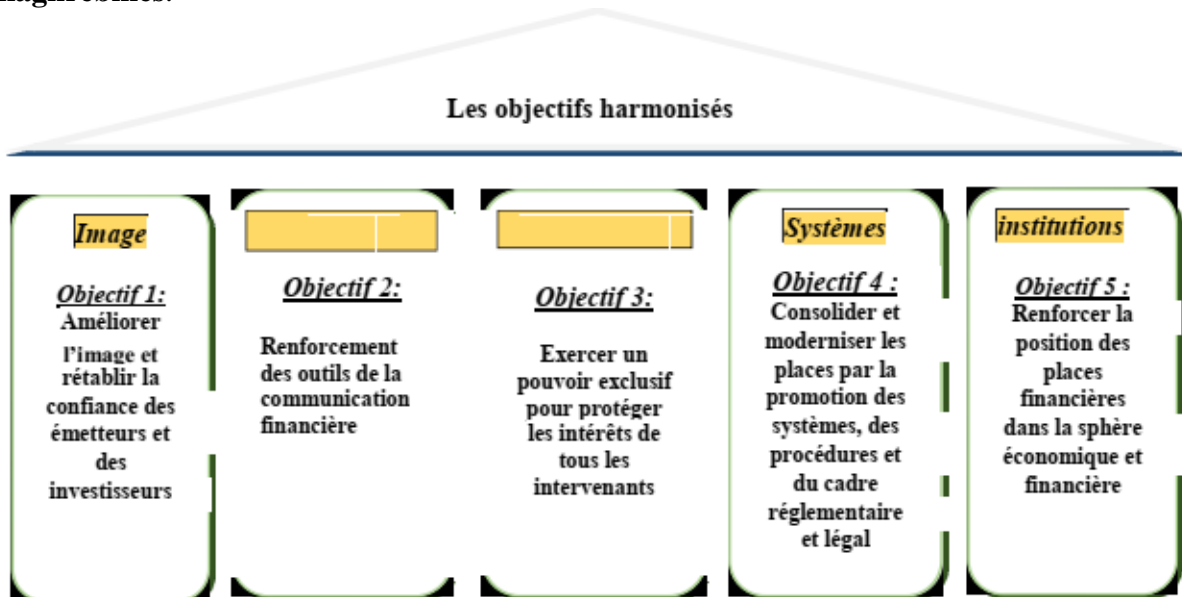 Les objectifs harmonisés
Image
Objectif 1:
Améliorer
l'image et
rétablir la
confiance des
émetteurs et
des
investisseurs
Objectif 2:
Renforcement
des outils de la
communication
financière
Objectif 3:
Exercer un
pouvoir exclusif
pour protéger
les intérêts de
tous les
intervenants
Systèmes
Objectif 4 :
Consolider et
moderniser les
places par la
promotion des
systèmes, des
procédures et
du cadre
réglementaire
et légal
institutions
Objectif 5 :
Renforcer la
position des
places
financières
dans la sphère
économique et
financière